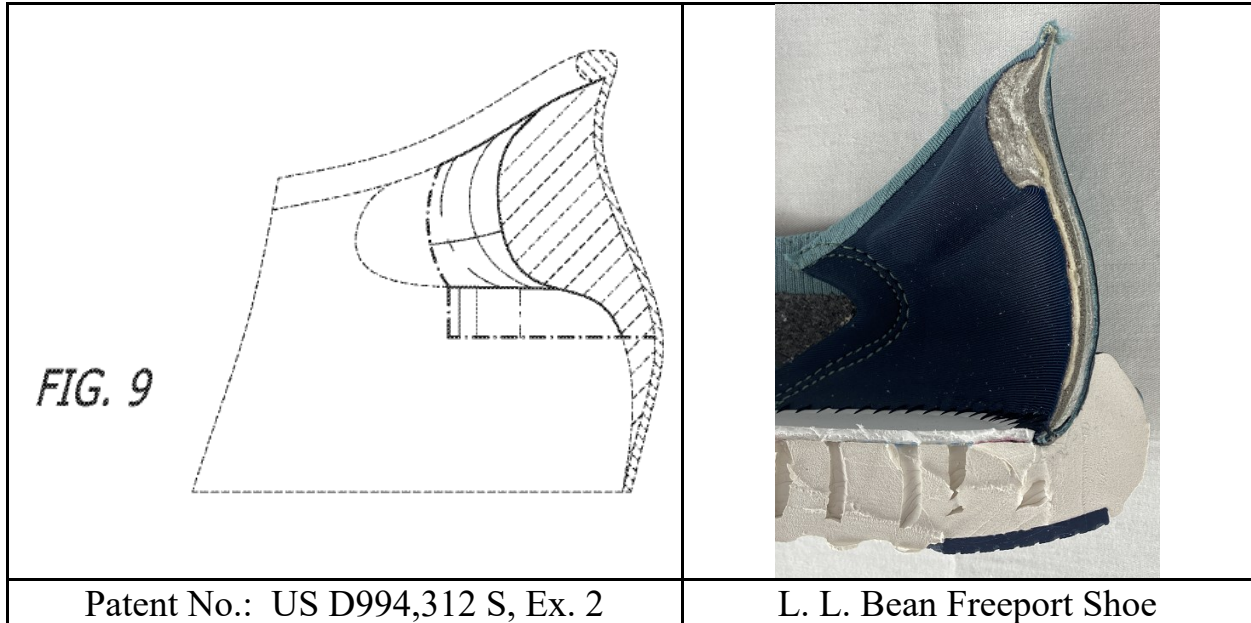 FIG. 9
Patent No.: US D994,312 S, Ex. 2
L. L. Bean Freeport Shoe